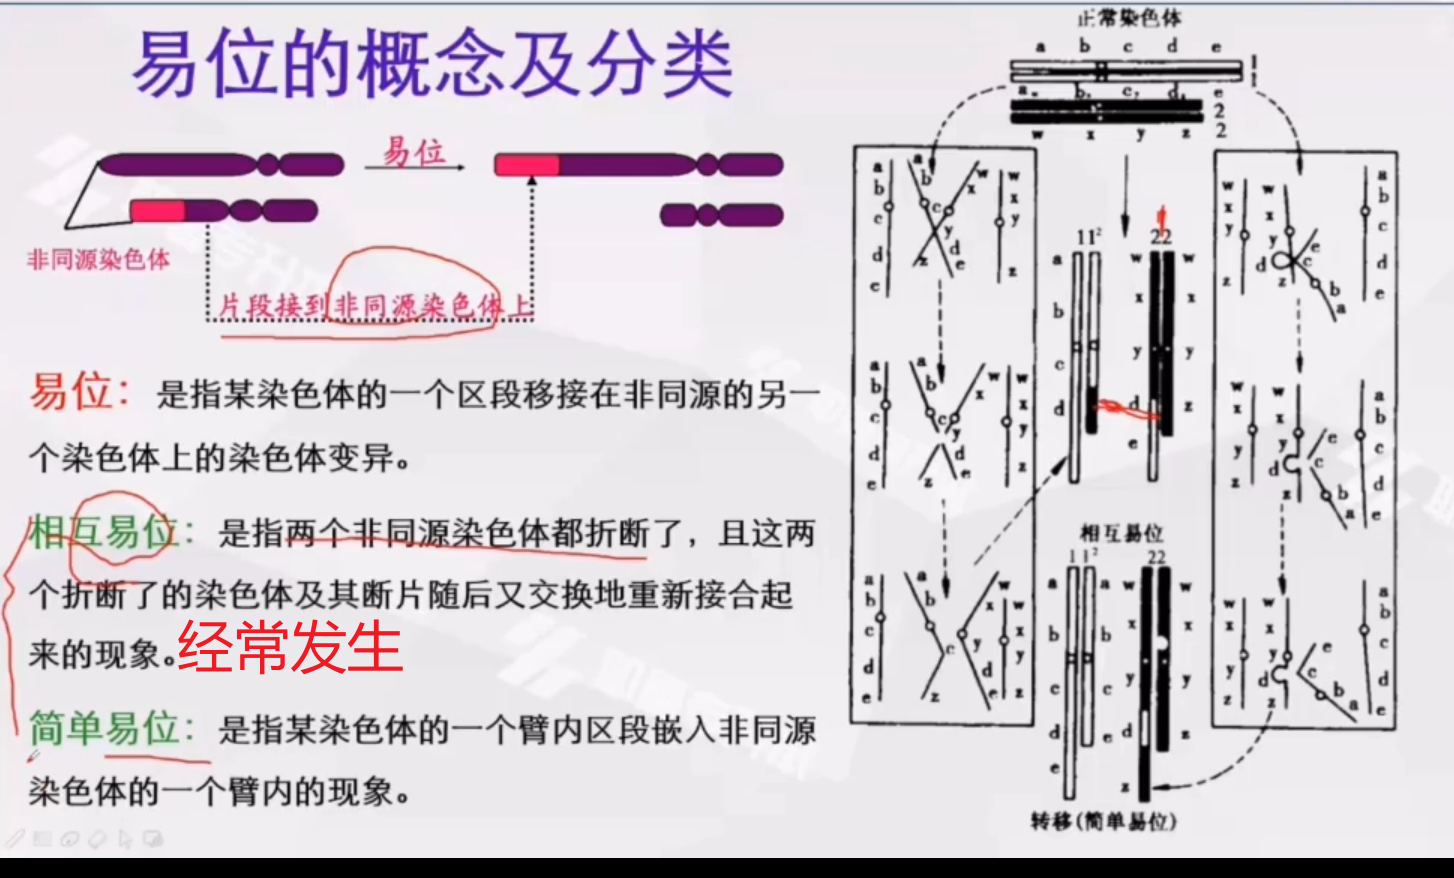 易位的概念及分类
易位
非同源染色体
片段接到非同源染色体上
易位：是指某染色体的一个区段移接在非同源的另一
个染色体上的染色体变异。
相互易位：是指两个非同源染色体都折断了，且这两
个折断了的染色体及其断片随后又交换地重新接合起
来的现象。经常发生
简单易位：是指某染色体的一个臂内区段嵌入非同源
染色体的一个臂内的现象。
正常染色体
a b c d e
1
1
a b c d e
2
w x y z 2
11² 22
相互易位
1 1² 22
转移(简单易位)